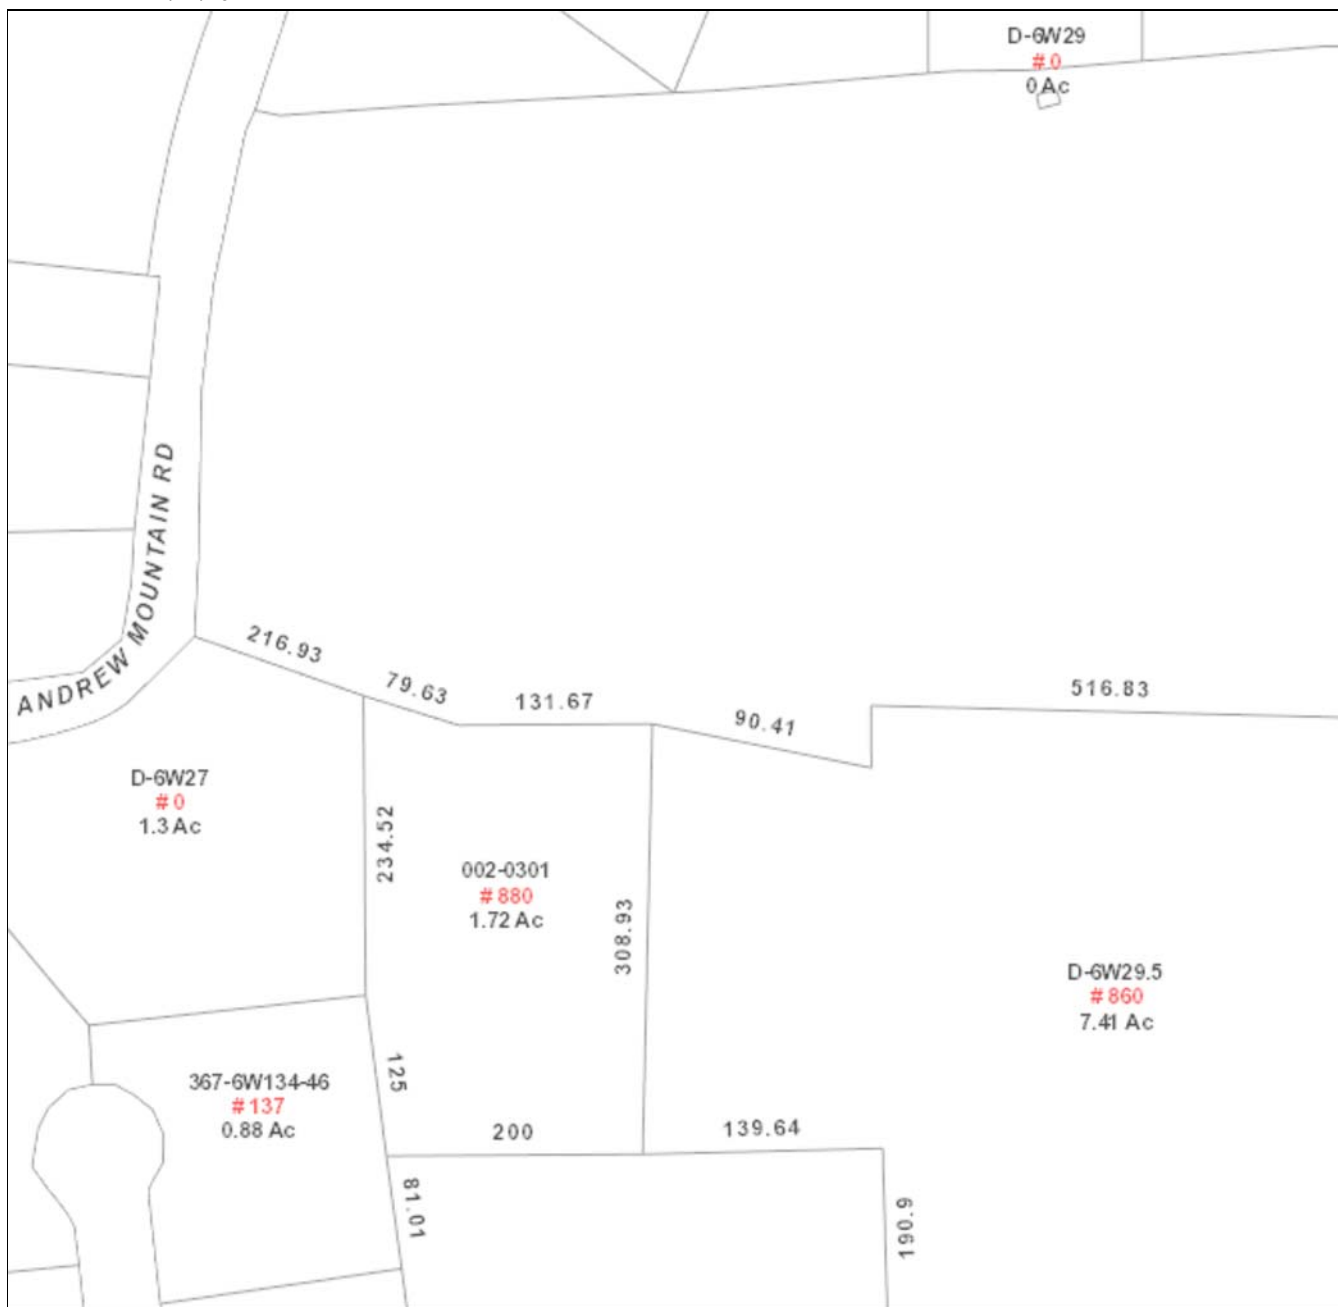 D-6W29
# 0
0 Ac
ANDREW MOUNTAIN RD
216.93
79.63
131.67
90.41
516.83
D-6W27
# 0
1.3 Ac
234.52
002-0301
# 880
1.72 Ac
308.93
D-6W29.5
# 860
7.41 Ac
367-6W134-46
# 137
0.88 Ac
125
200
139.64
81.01
190.9